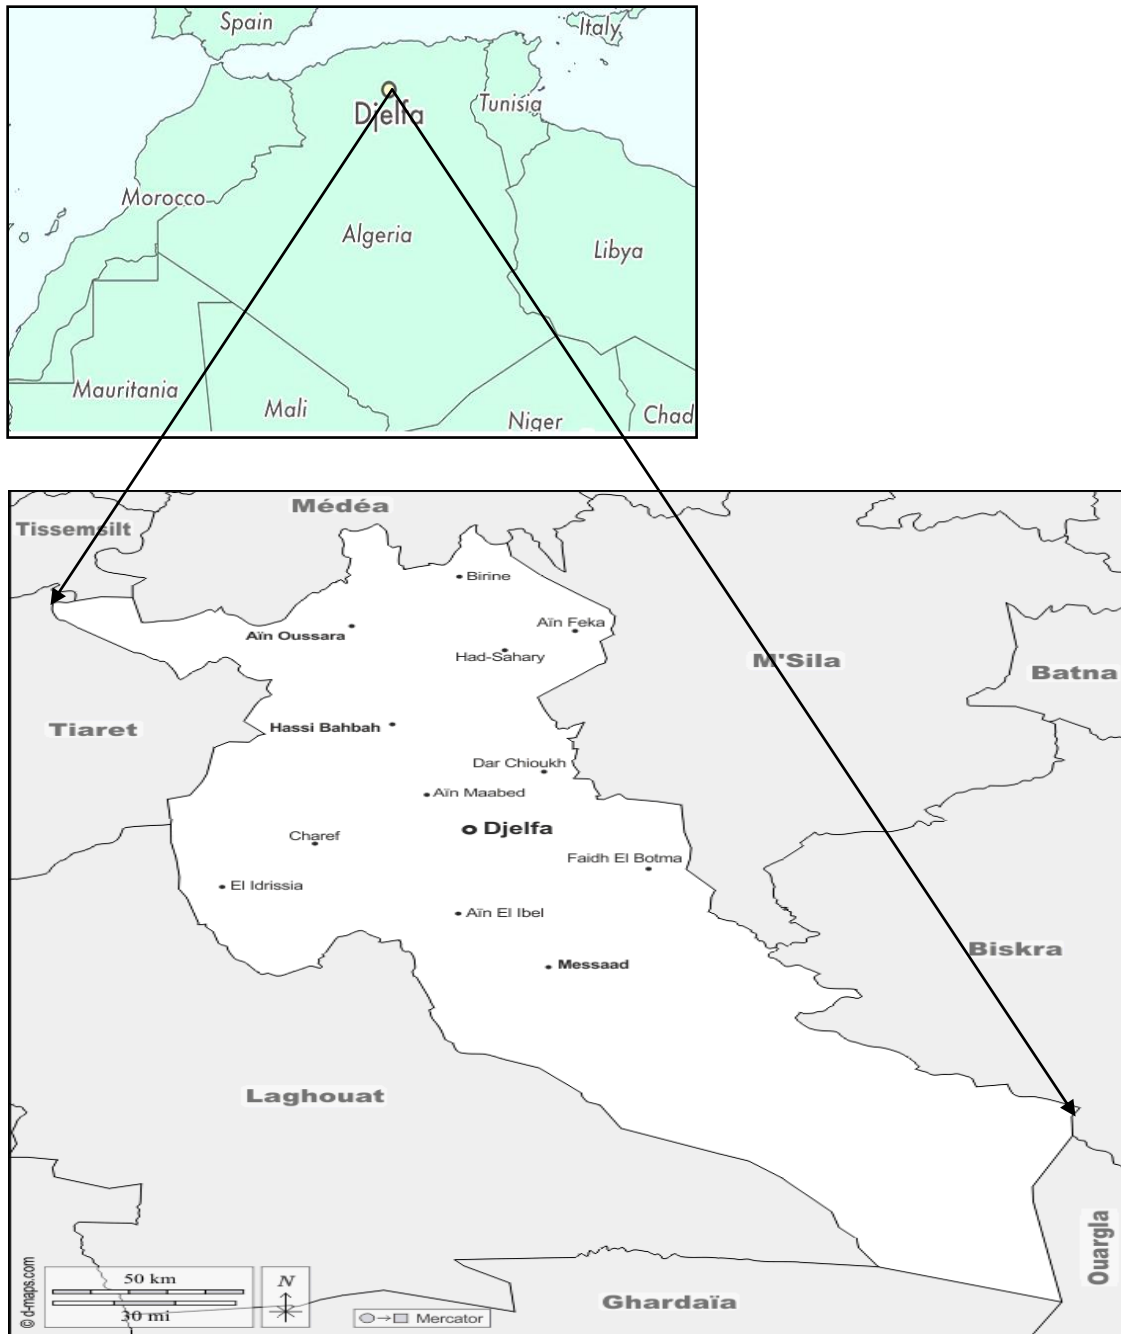 Spain
Italy
Djelfa
Tunisia
Morocco
Algeria
Libya
Mauritania
Mali
Niger
Chad
Médéa
Tissemsilt
Birine
Aïn Feka
Aïn Oussara
Had-Sahary
M'Sila
Batna
Tiaret
Hassi Bahbah
Dar Chioukh
Aïn Maabed
Djelfa
Charef
Faidh El Botma
El Idrissia
Aïn El Ibel
Biskra
Messaad
Laghouat
Ouargla
© d-maps.com
50 km
30 mi
N
Mercator
Ghardaïa